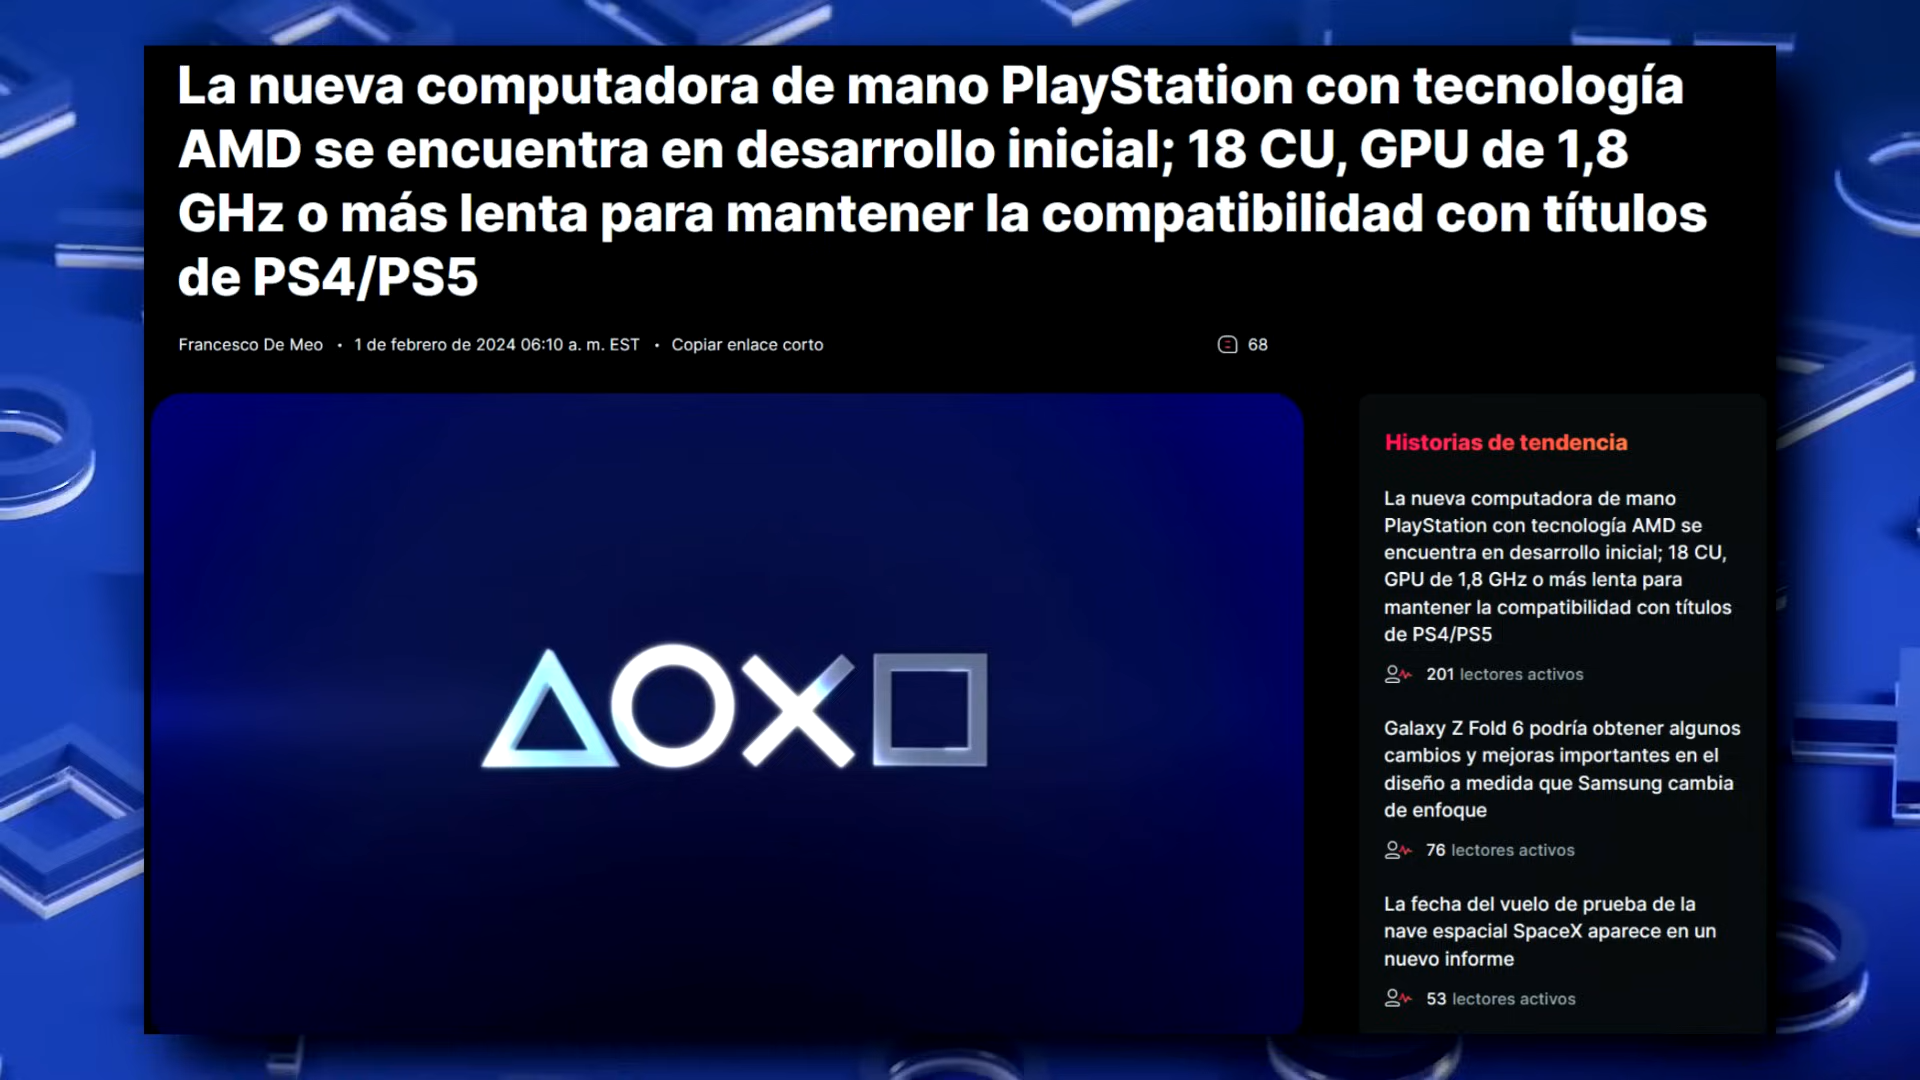 La nueva computadora de mano PlayStation con tecnología
AMD se encuentra en desarrollo inicial; 18 CU, GPU de 1,8
GHz o más lenta para mantener la compatibilidad con títulos
de PS4/PS5
Francesco De Meo • 1 de febrero de 2024 06:10 a. m. EST • Copiar enlace corto
68
Historias de tendencia
La nueva computadora de mano
PlayStation con tecnología AMD se
encuentra en desarrollo inicial; 18 CU,
GPU de 1,8 GHz o más lenta para
mantener la compatibilidad con títulos
de PS4/PS5
201 lectores activos
Galaxy Z Fold 6 podría obtener algunos
cambios y mejoras importantes en el
diseño a medida que Samsung cambia
de enfoque
76 lectores activos
La fecha del vuelo de prueba de la
nave espacial SpaceX aparece en un
nuevo informe
53 lectores activos